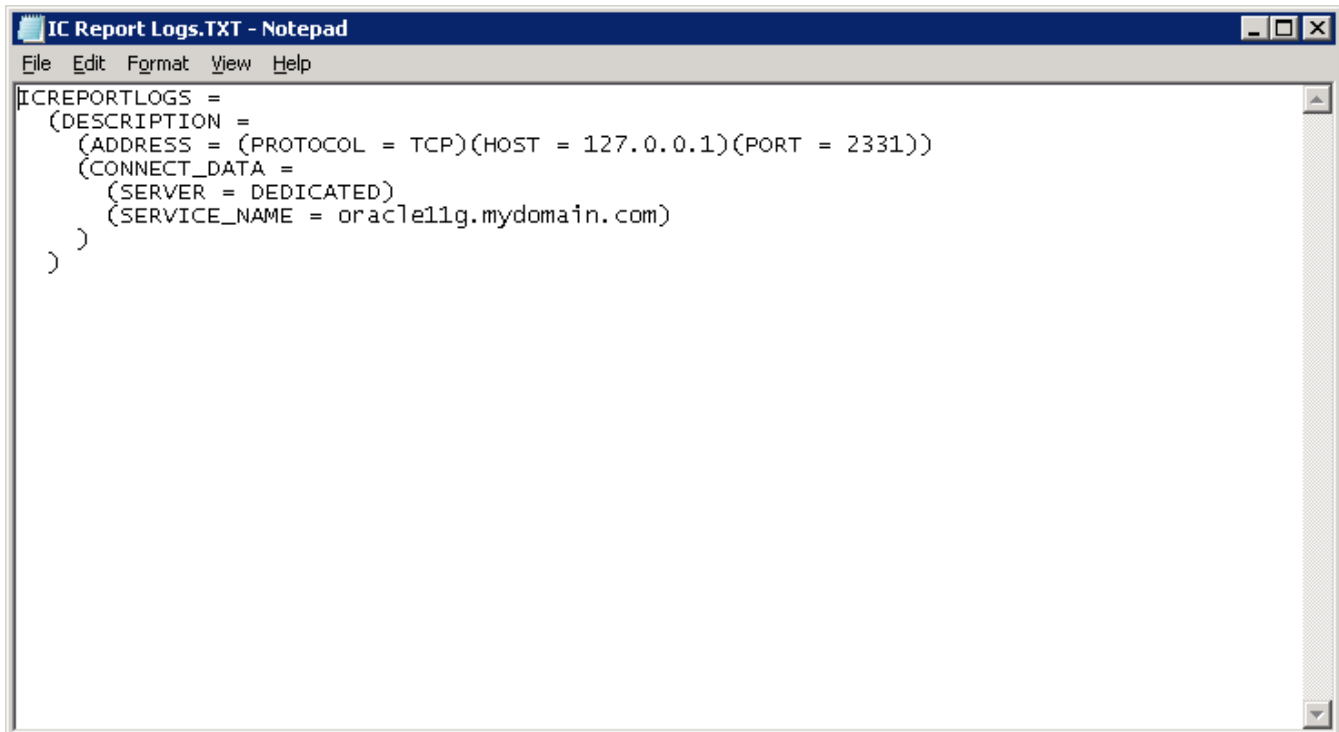 IC Report Logs.TXT - Notepad
File Edit Format View Help
ICREPORTLOGS =
  (DESCRIPTION =
    (ADDRESS = (PROTOCOL = TCP)(HOST = 127.0.0.1)(PORT = 2331))
    (CONNECT_DATA =
      (SERVER = DEDICATED)
      (SERVICE_NAME = oracle11g.mydomain.com)
    )
  )